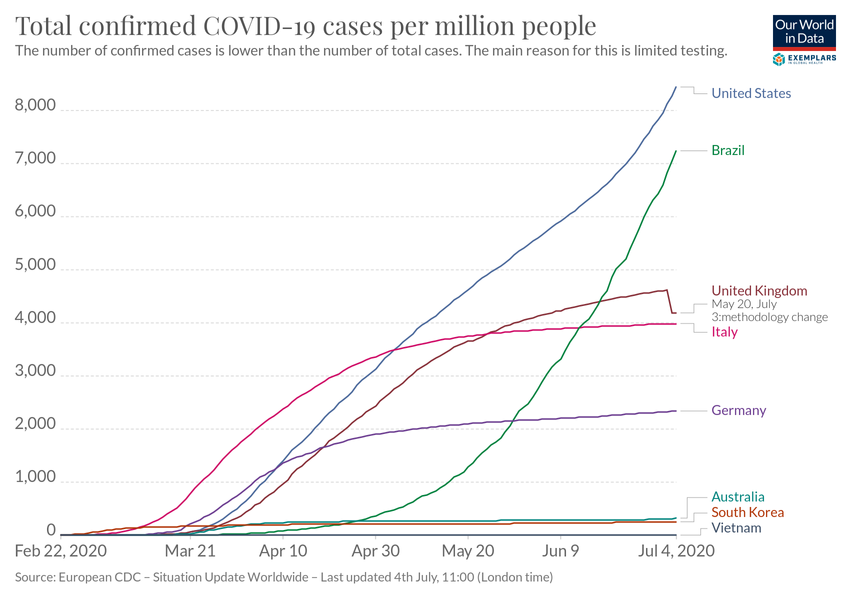 Total confirmed COVID-19 cases per million people
The number of confirmed cases is lower than the number of total cases. The main reason for this is limited testing.
Our World
in Data
EXEMPLARS
IN GLOBAL HEALTH
8,000
7,000
6,000
5,000
4,000
3,000
2,000
1,000
0
United States
Brazil
United Kingdom
May 20, July
3:methodology change
Italy
Germany
Australia
South Korea
Vietnam
Feb 22, 2020 Mar 21 Apr 10 Apr 30 May 20 Jun 9 Jul 4, 2020
Source: European CDC – Situation Update Worldwide – Last updated 4th July, 11:00 (London time)